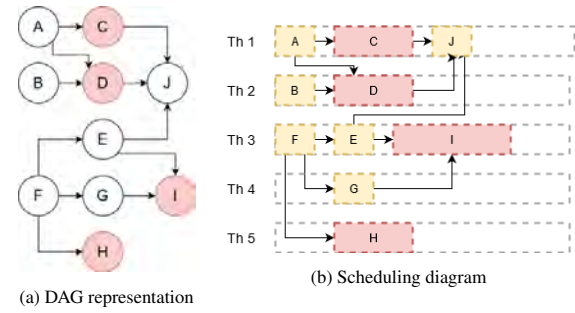 A
C
B
D
J
E
F
G
I
H
(a) DAG representation
Th 1
A
C
J
Th 2
B
D
Th 3
F
E
I
Th 4
G
Th 5
H
(b) Scheduling diagram